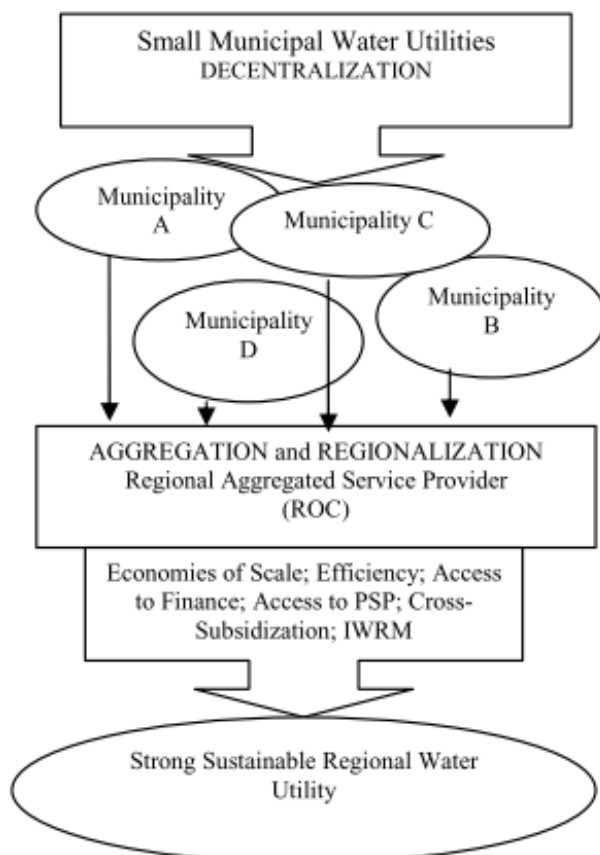 Small Municipal Water Utilities
DECENTRALIZATION
Municipality
A
Municipality C
Municipality
B
Municipality
D
AGGREGATION and REGIONALIZATION
Regional Aggregated Service Provider
(ROC)
Economies of Scale; Efficiency; Access
to Finance; Access to PSP; Cross-
Subsidization; IWRM
Strong Sustainable Regional Water
Utility